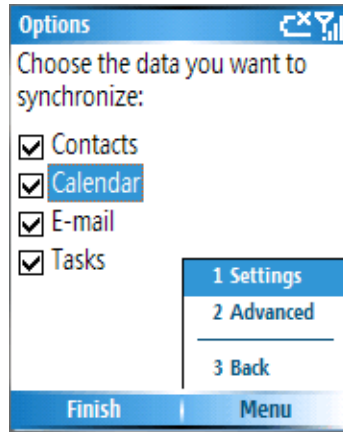 Options
Choose the data you want to
synchronize:
Contacts
Calendar
E-mail
Tasks
1 Settings
2 Advanced
3 Back
Finish
Menu